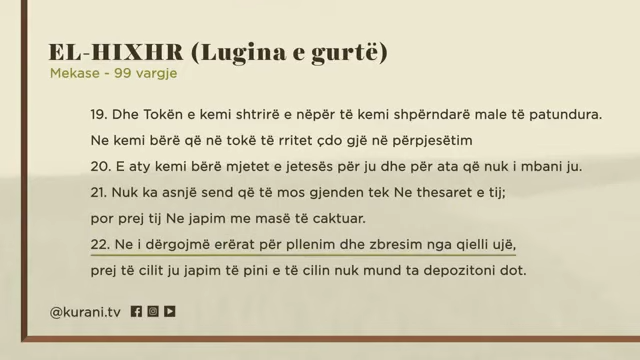 EL-HIXHR (Lugina e gurtë)
Mekase - 99 vargje
19. Dhe Tokën e kemi shtrirë e nëpër të kemi shpërndarë male të patundura.
Ne kemi bërë që në tokë të rritet çdo gjë në përpjesëtim
20. E aty kemi bërë mjetet e jetesës për ju dhe për ata që nuk i mbani ju.
21. Nuk ka asnjë send që të mos gjenden tek Ne thesaret e tij;
por prej tij Ne japim me masë të caktuar.
22. Ne i dërgojmë erërat për pllenim dhe zbresim nga qielli ujë,
prej të cilit ju japim të pini e të cilin nuk mund ta depozitoni dot.
@kurani.tv